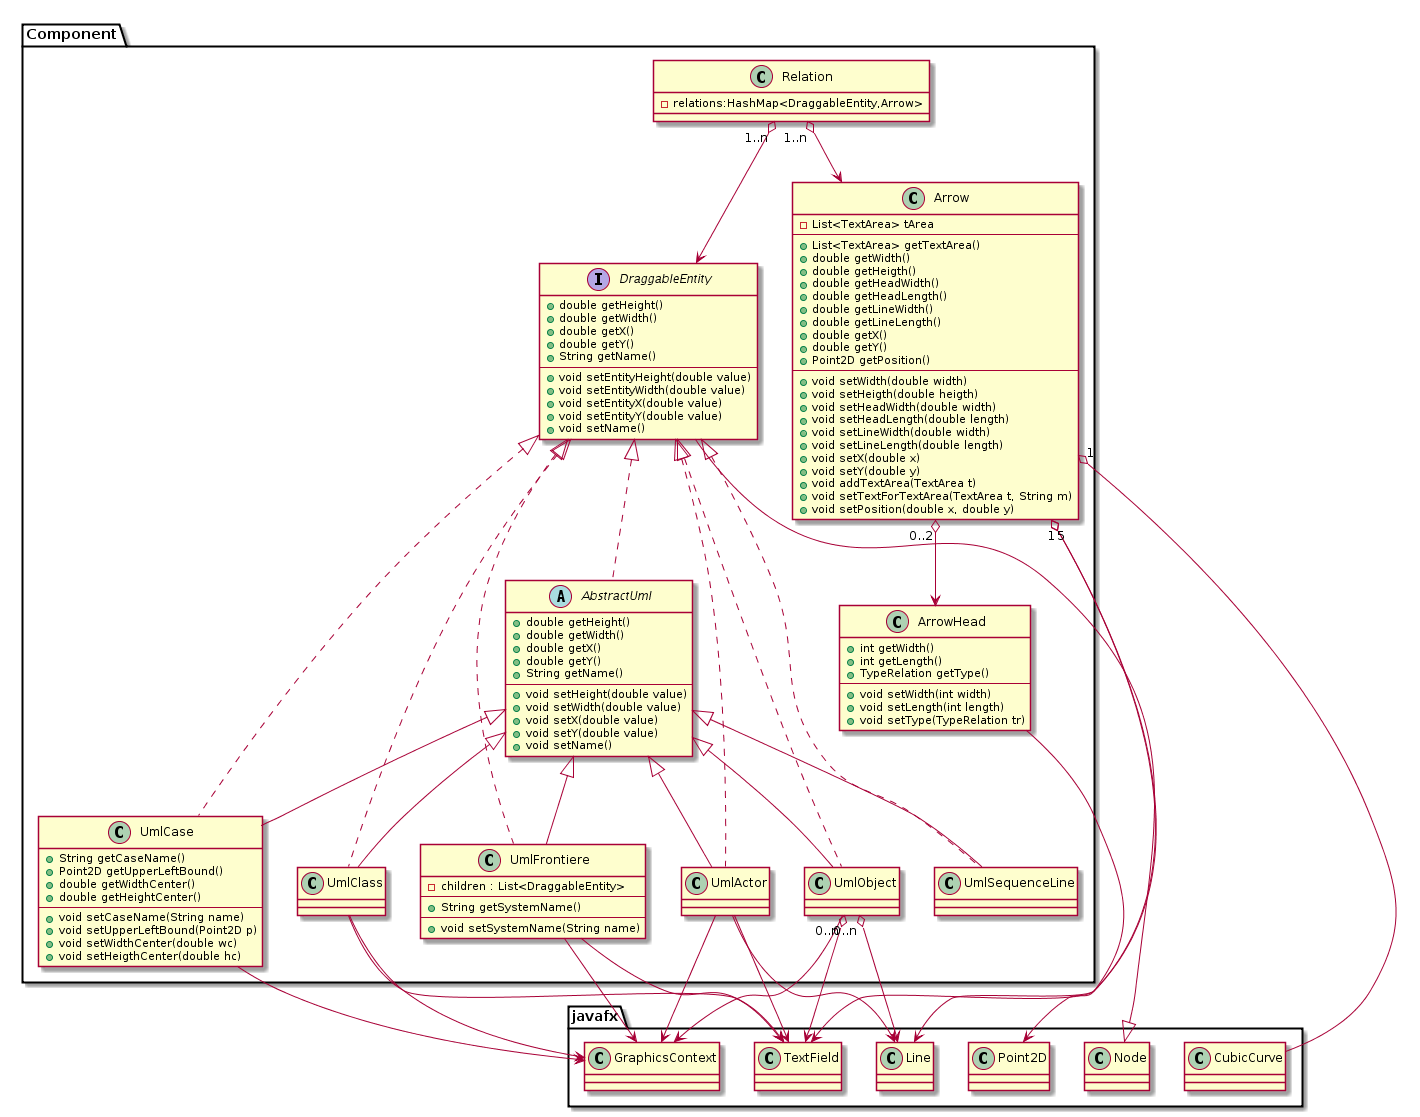 Component
C Relation
relations:HashMap<DraggableEntity,Arrow>
1..n
1..n
C Arrow
List<TextArea> tArea
List<TextArea> getTextArea()
double getWidth()
double getHeigth()
double getHeadWidth()
double getHeadLength()
double getLineWidth()
double getLineLength()
double getX()
double getY()
Point2D getPosition()
void setWidth(double width)
void setHeigth(double heigth)
void setHeadWidth(double width)
void setHeadLength(double length)
void setLineWidth(double width)
void setLineLength(double length)
void setX(double x)
void setY(double y)
void addTextArea(TextArea t)
void setTextForTextArea(TextArea t, String m)
void setPosition(double x, double y)
I DraggableEntity
double getHeight()
double getWidth()
double getX()
double getY()
String getName()
void setEntityHeight(double value)
void setEntityWidth(double value)
void setEntityX(double value)
void setEntityY(double value)
void setName()
1
0..2
15
A AbstractUml
double getHeight()
double getWidth()
double getX()
double getY()
String getName()
void setHeight(double value)
void setWidth(double value)
void setX(double value)
void setY(double value)
void setName()
C ArrowHead
int getWidth()
int getLength()
TypeRelation getType()
void setWidth(int width)
void setLength(int length)
void setType(TypeRelation tr)
C UmlCase
String getCaseName()
Point2D getUpperLeftBound()
double getWidthCenter()
double getHeightCenter()
void setCaseName(String name)
void setUpperLeftBound(Point2D p)
void setWidthCenter(double wc)
void setHeigthCenter(double hc)
C UmlClass
C UmlFrontiere
children : List<DraggableEntity>
String getSystemName()
void setSystemName(String name)
C UmlActor
C UmlObject
C UmlSequenceLine
0..n
0..n
javafx
C GraphicsContext
C TextField
C Line
C Point2D
C Node
C CubicCurve